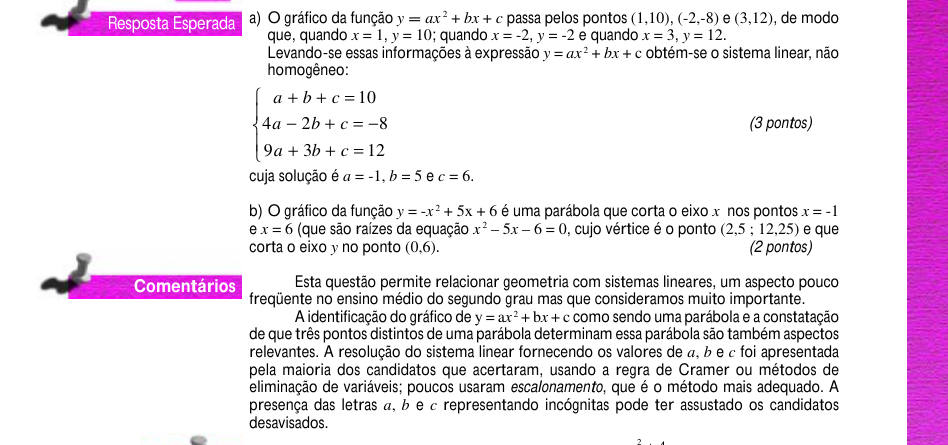 Resposta Esperada
a) O gráfico da função y = ax² + bx + c passa pelos pontos (1,10), (-2,-8) e (3,12), de modo
que, quando x = 1, y = 10; quando x = -2, y = -2 e quando x = 3, y = 12.
Levando-se essas informações à expressão y = ax² + bx + c obtém-se o sistema linear, não
homogêneo:
a + b + c = 10
4a − 2b + c = −8
(3 pontos)
9a + 3b + c = 12
cuja solução é a = -1, b = 5 e c = 6.
b) O gráfico da função y = -x² + 5x + 6 é uma parábola que corta o eixo x nos pontos x = -1
e x = 6 (que são raízes da equação x² – 5x – 6 = 0, cujo vértice é o ponto (2,5 ; 12,25) e que
corta o eixo y no ponto (0,6).
(2 pontos)
Comentários
Esta questão permite relacionar geometria com sistemas lineares, um aspecto pouco
freqüente no ensino médio do segundo grau mas que consideramos muito importante.
A identificação do gráfico de y = ax² + bx + c como sendo uma parábola e a constatação
de que três pontos distintos de uma parábola determinam essa parábola são também aspectos
relevantes. A resolução do sistema linear fornecendo os valores de a, b e c foi apresentada
pela maioria dos candidatos que acertaram, usando a regra de Cramer ou métodos de
eliminação de variáveis; poucos usaram escalonamento, que é o método mais adequado. A
presença das letras a, b e c representando incógnitas pode ter assustado os candidatos
desavisados.